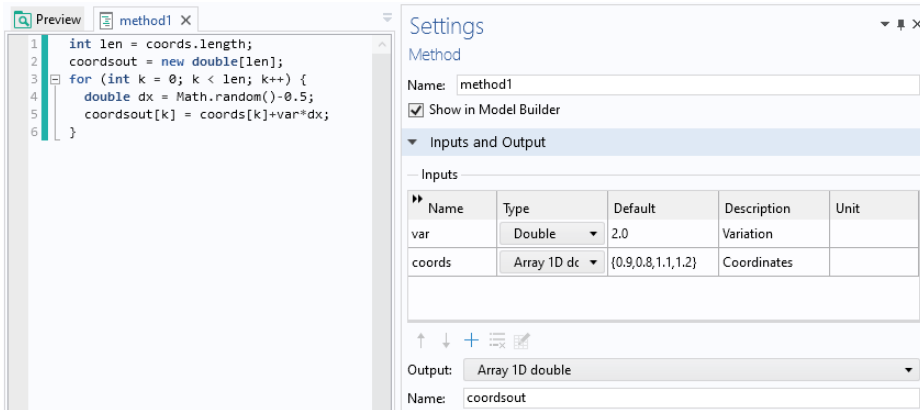 Preview method1
1 int len = coords.length;
2 coordsout = new double[len];
3 for (int k = 0; k < len; k++) {
4 double dx = Math.random()-0.5;
5 coordsout[k] = coords[k]+var*dx;
6 }
Settings
Method
Name: method1
Show in Model Builder
Inputs and Output
Inputs
Name Type Default Description Unit
var Double 2.0 Variation
coords Array 1D dc {0.9,0.8,1.1,1.2} Coordinates
Output: Array 1D double
Name: coordsout